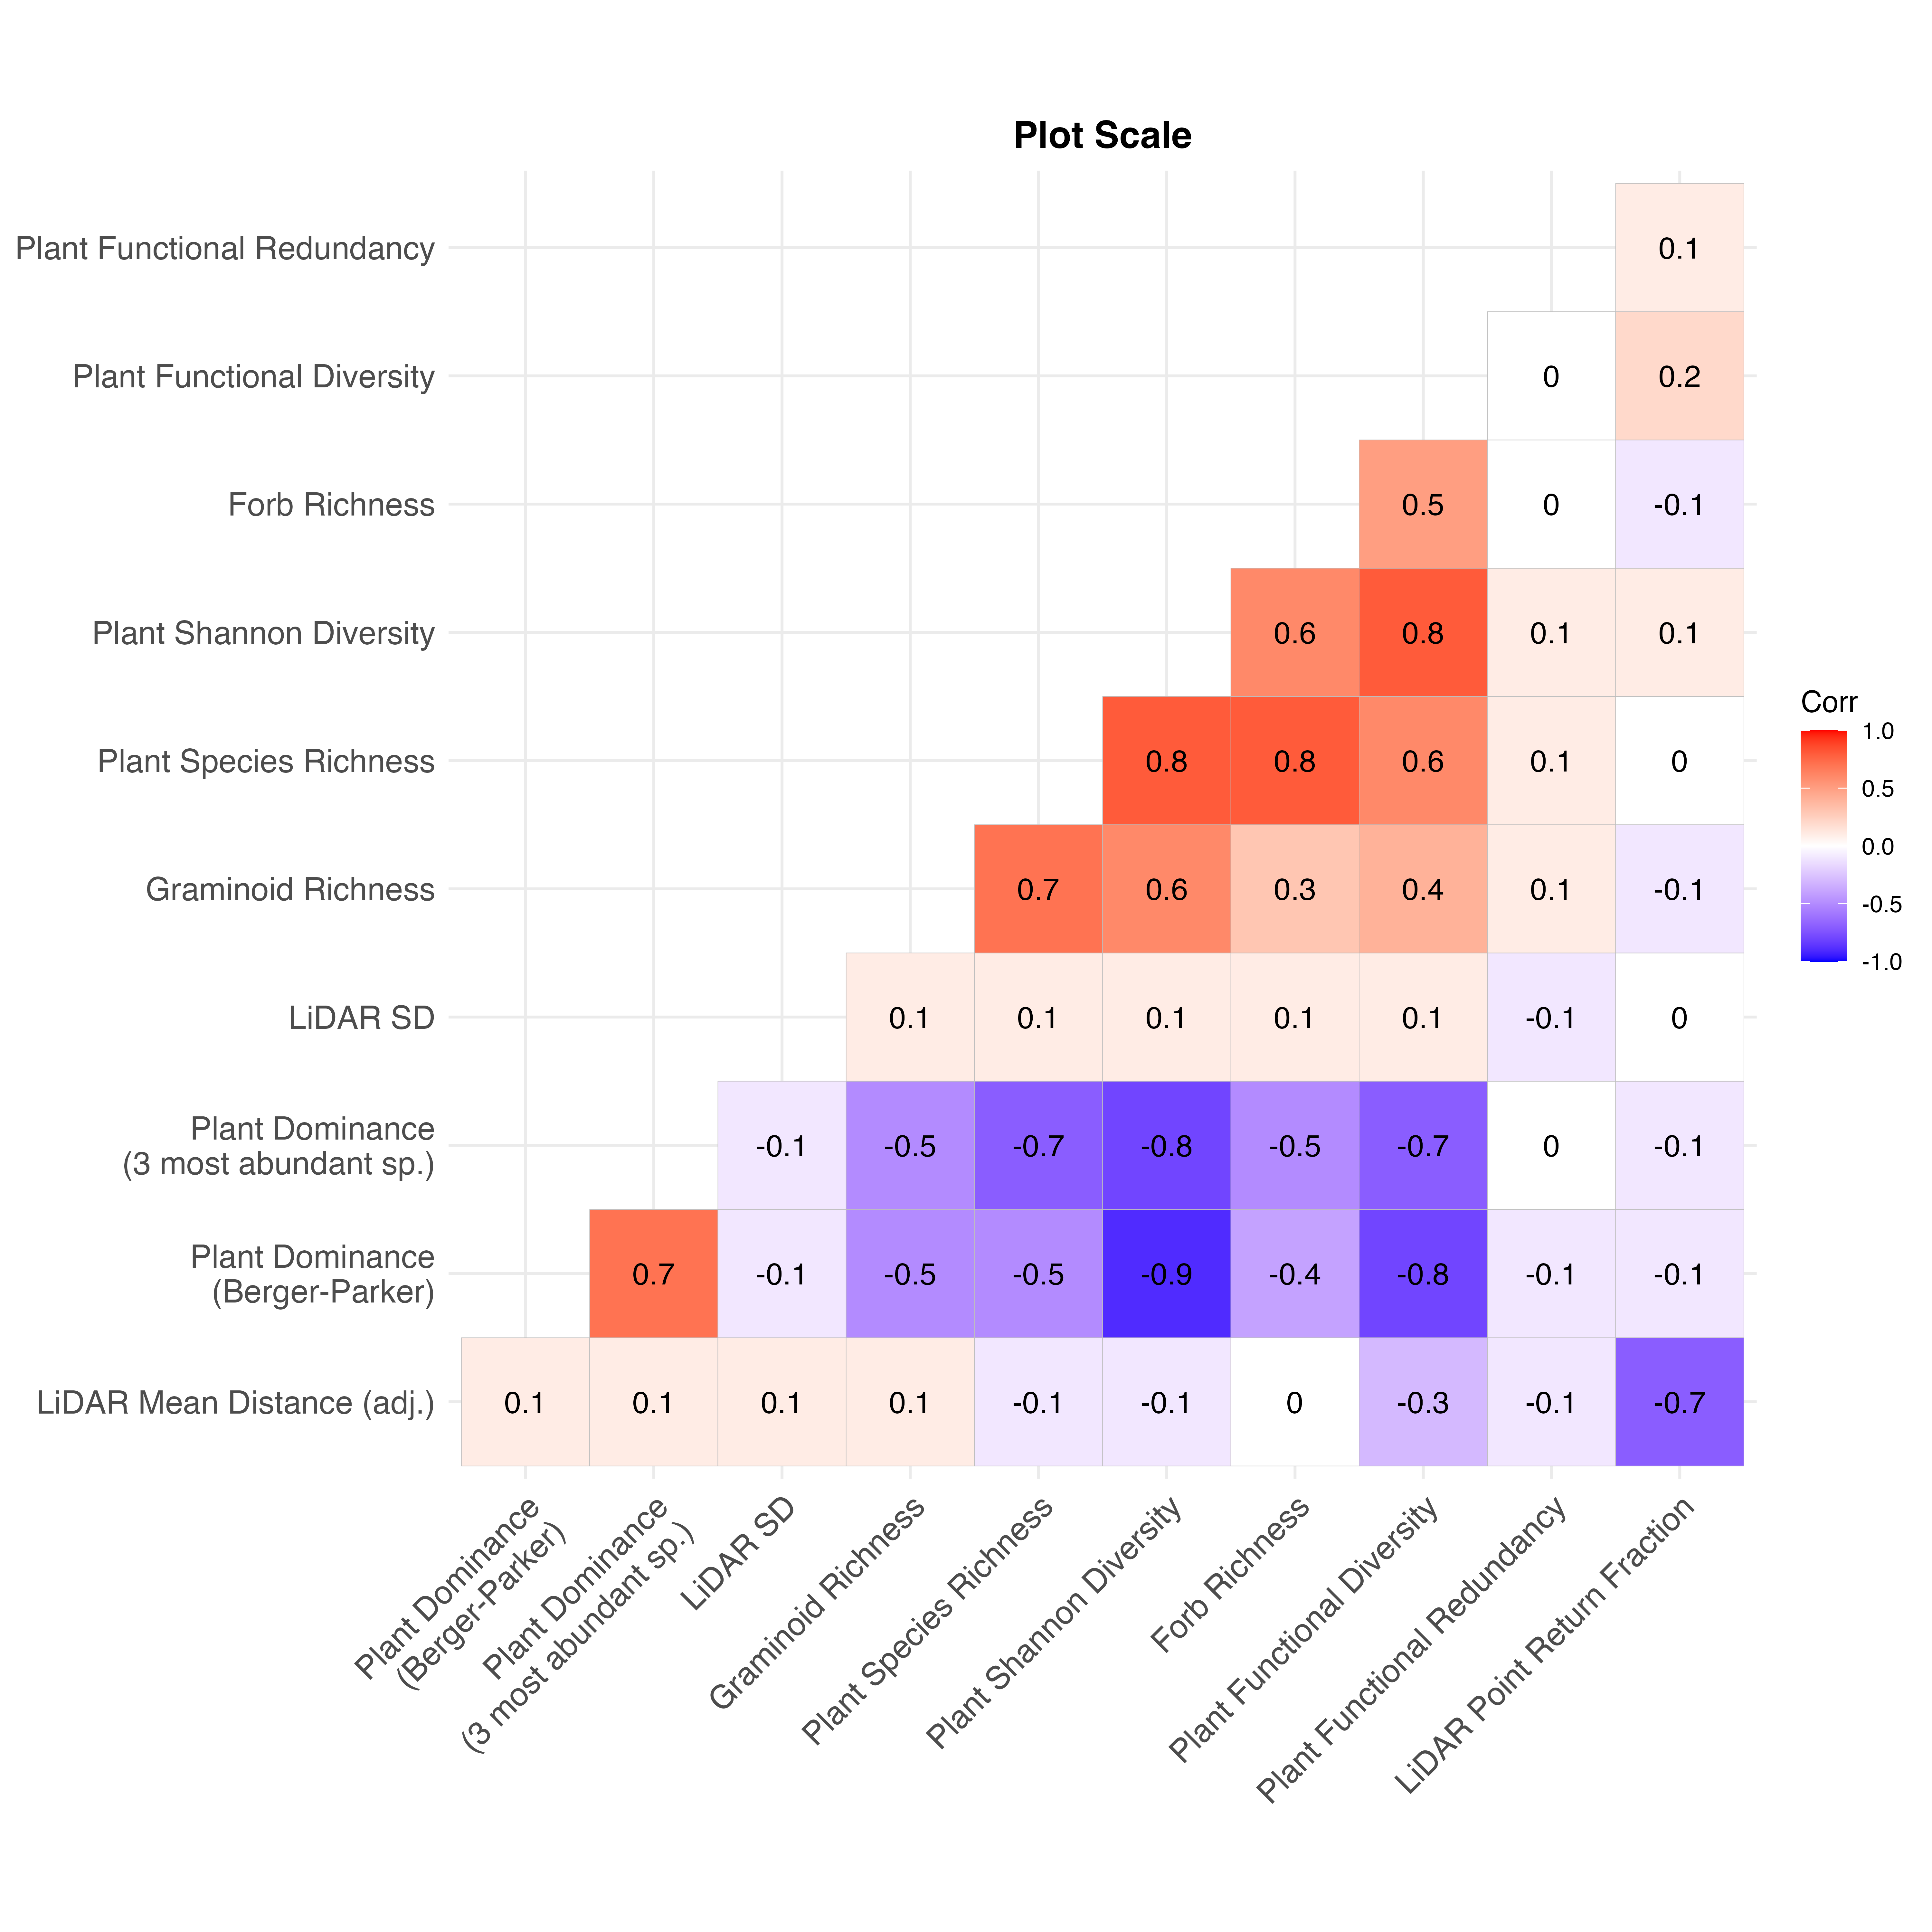 Plot Scale
Plant Functional Redundancy
0.1
Plant Functional Diversity
0 0.2
Forb Richness
0.5 0 -0.1
Plant Shannon Diversity
0.6 0.8 0.1 0.1
Plant Species Richness
0.8 0.8 0.6 0.1 0
Graminoid Richness
0.7 0.6 0.3 0.4 0.1 -0.1
LiDAR SD
0.1 0.1 0.1 0.1 0.1 -0.1 0
Plant Dominance
(3 most abundant sp.)
-0.1 -0.5 -0.7 -0.8 -0.5 -0.7 0 -0.1
Plant Dominance
(Berger-Parker)
0.7 -0.1 -0.5 -0.5 -0.9 -0.4 -0.8 -0.1 -0.1
LiDAR Mean Distance (adj.)
0.1 0.1 0.1 0.1 -0.1 -0.1 0 -0.3 -0.1 -0.7
Plant Dominance
(Berger-Parker)
Plant Dominance
(3 most abundant sp.)
LiDAR SD
Graminoid Richness
Plant Species Richness
Plant Shannon Diversity
Forb Richness
Plant Functional Diversity
Plant Functional Redundancy
LiDAR Point Return Fraction
Corr
1.0
0.5
0.0
-0.5
-1.0